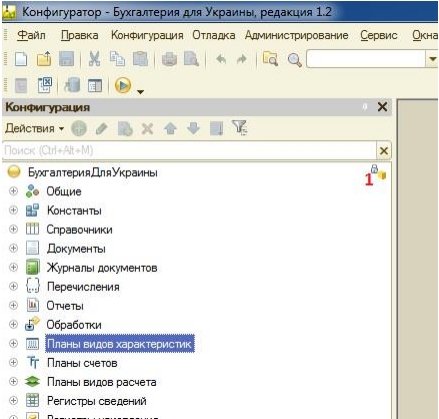 Конфигуратор - Бухгалтерия для Украины, редакция 1.2
Файл Правка Конфигурация Отладка Администрирование Сервис Окна
Конфигурация
Действия
Поиск (Ctrl+Alt+M)
БухгалтерияДляУкраины
1
Общие
Константы
Справочники
Документы
Журналы документов
Перечисления
Отчеты
Обработки
Планы видов характеристик
Планы счетов
Планы видов расчета
Регистры сведений
Регистры накопления